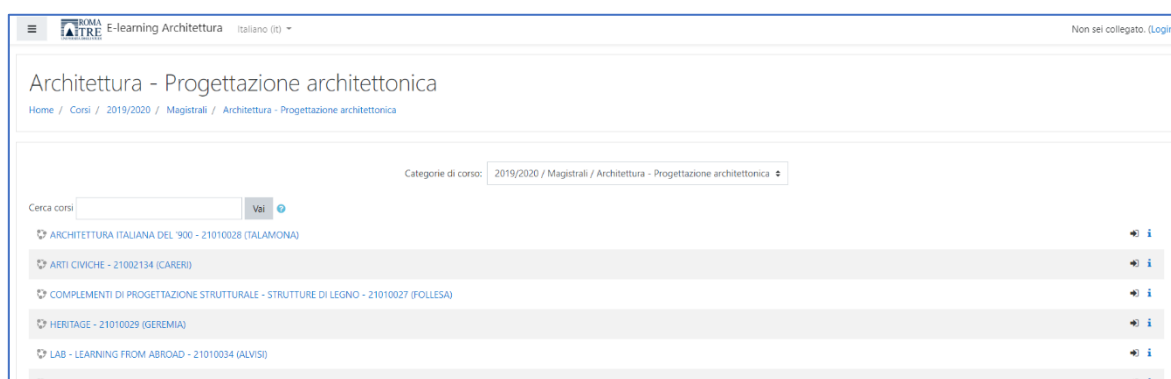 ROMA TRE E-learning Architettura Italiano (it) Non sei collegato. (Login
Architettura - Progettazione architettonica
Home / Corsi / 2019/2020 / Magistrali / Architettura - Progettazione architettonica
Categorie di corso: 2019/2020 / Magistrali / Architettura - Progettazione architettonica
Cerca corsi Vai
ARCHITETTURA ITALIANA DEL '900 - 21010028 (TALAMONA)
ARTI CIVICHE - 21002134 (CARERI)
COMPLEMENTI DI PROGETTAZIONE STRUTTURALE - STRUTTURE DI LEGNO - 21010027 (FOLLESA)
HERITAGE - 21010029 (GEREMIA)
LAB - LEARNING FROM ABROAD - 21010034 (ALVISI)